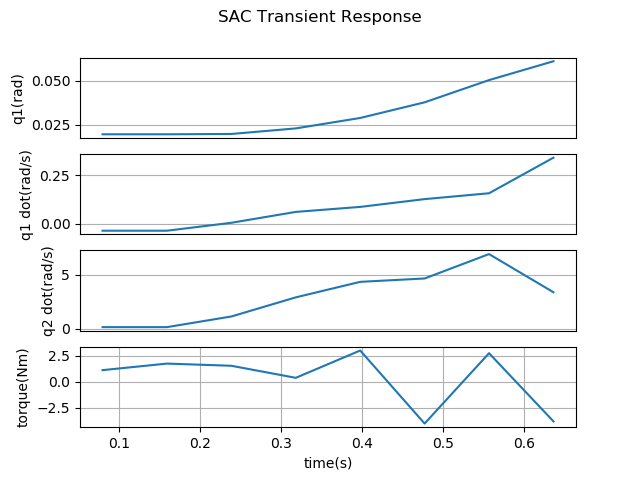 SAC Transient Response
q1(rad)
0.050
0.025
q1 dot(rad/s)
0.25
0.00
q2 dot(rad/s)
5
0
torque(Nm)
2.5
0.0
−2.5
0.1 0.2 0.3 0.4 0.5 0.6
time(s)